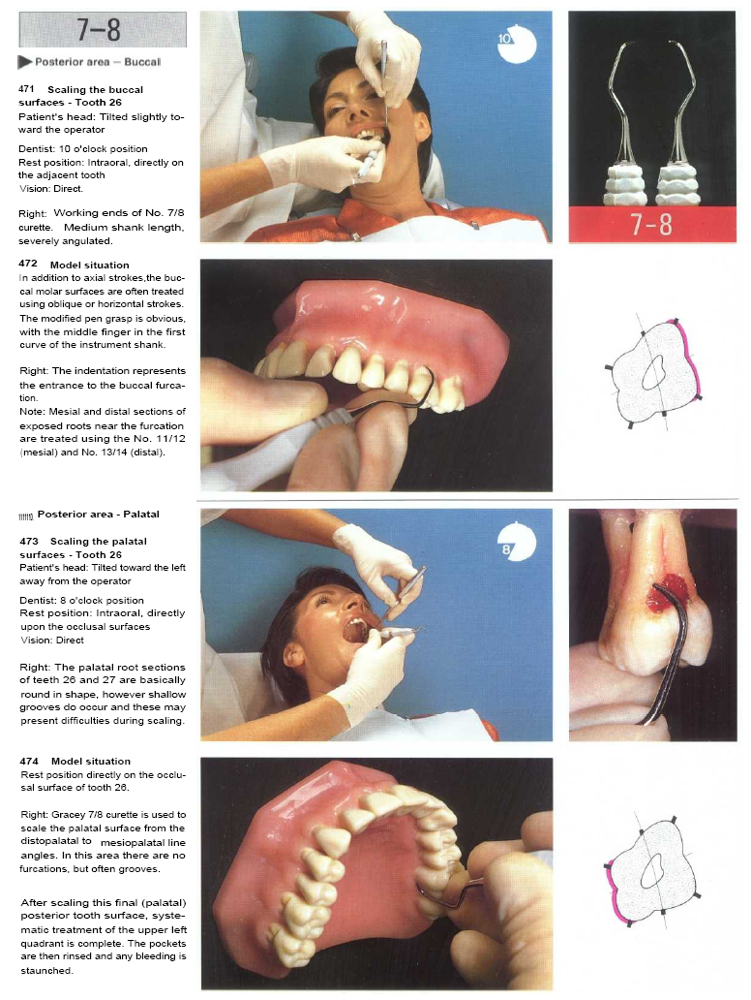 7–8
Posterior area – Buccal
471 Scaling the buccal
surfaces - Tooth 26
Patient's head: Tilted slightly to-
ward the operator
Dentist: 10 o'clock position
Rest position: Intraoral, directly on
the adjacent tooth
Vision: Direct.
Right: Working ends of No. 7/8
curette. Medium shank length,
severely angulated.
10
7-8
472 Model situation
In addition to axial strokes,the buc-
cal molar surfaces are often treated
using oblique or horizontal strokes.
The modified pen grasp is obvious,
with the middle finger in the first
curve of the instrument shank.
Right: The indentation represents
the entrance to the buccal furca-
tion.
Note: Mesial and distal sections of
exposed roots near the furcation
are treated using the No. 11/12
(mesial) and No. 13/14 (distal).
Posterior area - Palatal
473 Scaling the palatal
surfaces - Tooth 26
Patient's head: Tilted toward the left
away from the operator
Dentist: 8 o'clock position
Rest position: Intraoral, directly
upon the occlusal surfaces
Vision: Direct
Right: The palatal root sections
of teeth 26 and 27 are basically
round in shape, however shallow
grooves do occur and these may
present difficulties during scaling.
8
474 Model situation
Rest position directly on the occlu-
sal surface of tooth 26.
Right: Gracey 7/8 curette is used to
scale the palatal surface from the
distopalatal to mesiopalatal line
angles. In this area there are no
furcations, but often grooves.
After scaling this final (palatal)
posterior tooth surface, syste-
matic treatment of the upper left
quadrant is complete. The pockets
are then rinsed and any bleeding is
staunched.